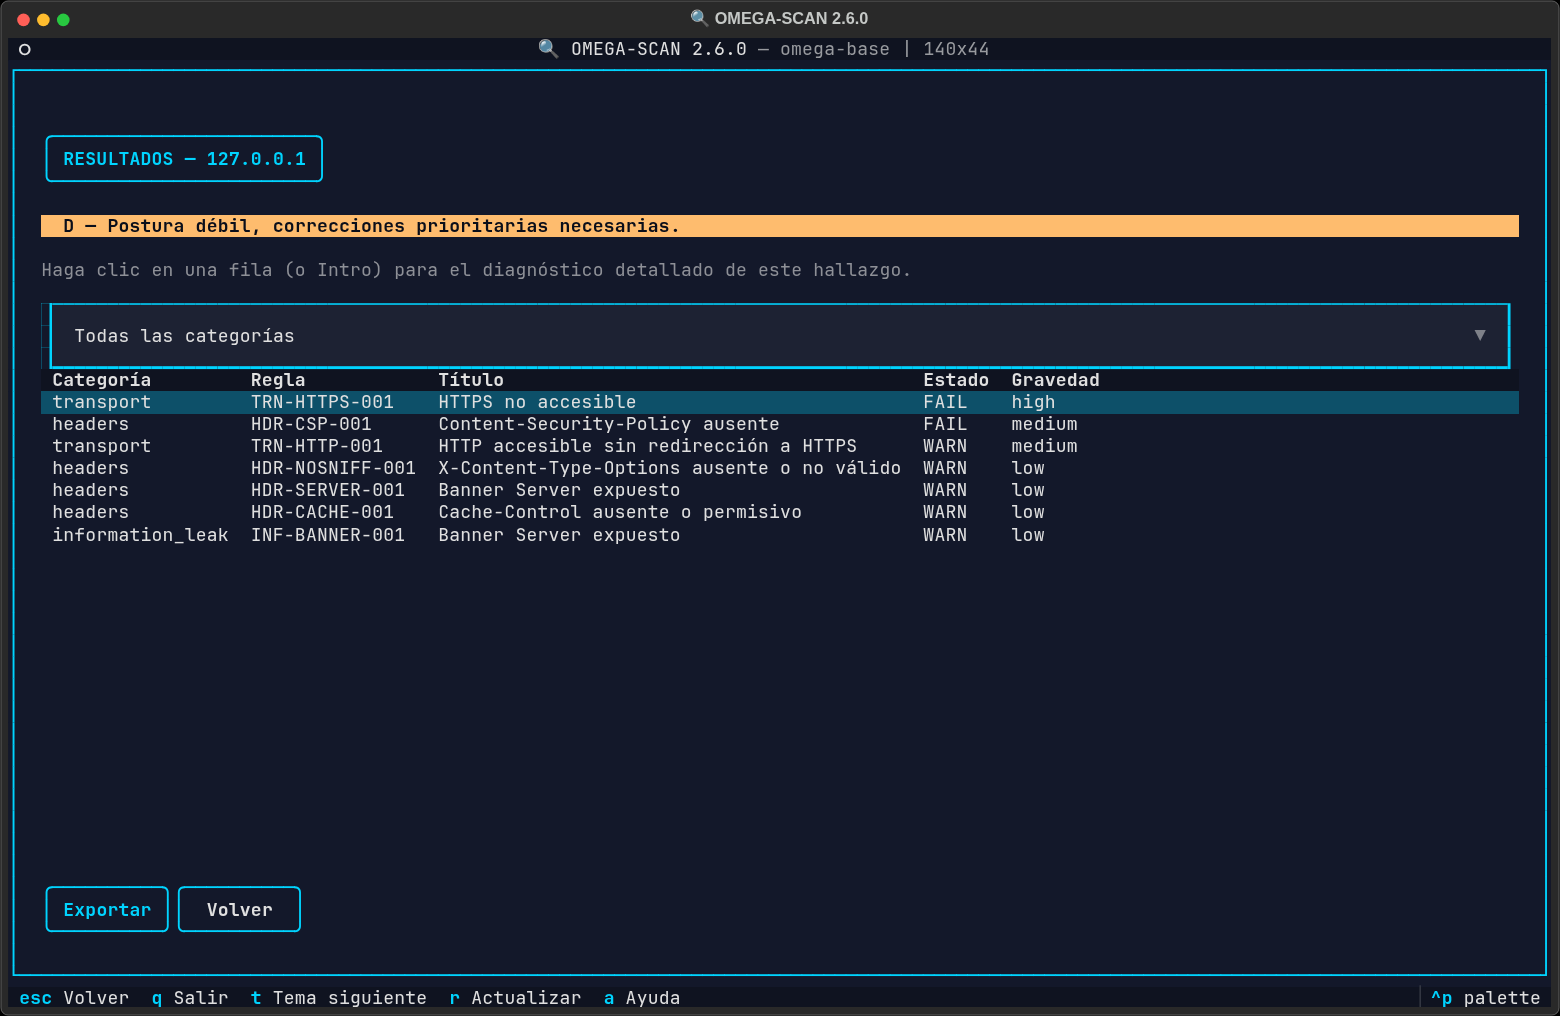 🔍 OMEGA-SCAN 2.6.0
🔍 OMEGA-SCAN 2.6.0 — omega-base | 140x44
RESULTADOS — 127.0.0.1
D — Postura débil, correcciones prioritarias necesarias.
Haga clic en una fila (o Intro) para el diagnóstico detallado de este hallazgo.
Todas las categorías ▼
Categoría Regla Título Estado Gravedad
transport TRN-HTTPS-001 HTTPS no accesible FAIL high
headers HDR-CSP-001 Content-Security-Policy ausente FAIL medium
transport TRN-HTTP-001 HTTP accesible sin redirección a HTTPS WARN medium
headers HDR-NOSNIFF-001 X-Content-Type-Options ausente o no válido WARN low
headers HDR-SERVER-001 Banner Server expuesto WARN low
headers HDR-CACHE-001 Cache-Control ausente o permisivo WARN low
information_leak INF-BANNER-001 Banner Server expuesto WARN low
Exportar Volver
esc Volver q Salir t Tema siguiente r Actualizar a Ayuda ^p palette